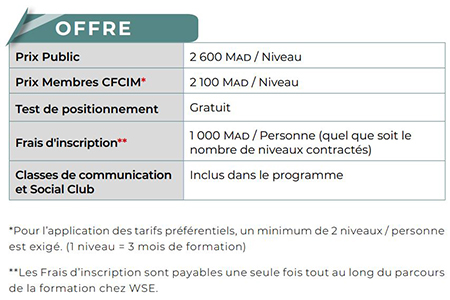 OFFRE
Prix Public 2 600 MAD / Niveau
Prix Membres CFCIM* 2 100 MAD / Niveau
Test de positionnement Gratuit
Frais d'inscription** 1 000 MAD / Personne (quel que soit le
nombre de niveaux contractés)
Classes de communication
et Social Club
Inclus dans le programme
*Pour l'application des tarifs préférentiels, un minimum de 2 niveaux / personne
est exigé. (1 niveau = 3 mois de formation)
**Les Frais d'inscription sont payables une seule fois tout au long du parcours
de la formation chez WSE.